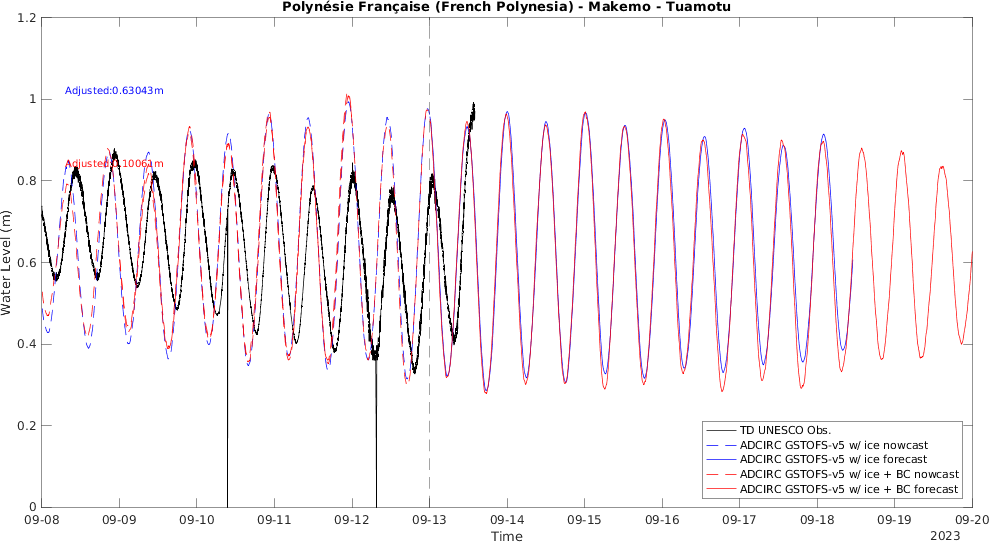 Polynésie Française (French Polynesia) - Makemo - Tuamotu
1.2
1
0.8
0.6
0.4
0.2
0
Water Level (m)
Adjusted:0.63043m
TD UNESCO Obs.
ADCIRC GSTOFS-v5 w/ ice nowcast
ADCIRC GSTOFS-v5 w/ ice forecast
ADCIRC GSTOFS-v5 w/ ice + BC nowcast
ADCIRC GSTOFS-v5 w/ ice + BC forecast
09-08 09-09 09-10 09-11 09-12 09-13 09-14 09-15 09-16 09-17 09-18 09-19 09-20
Time
2023